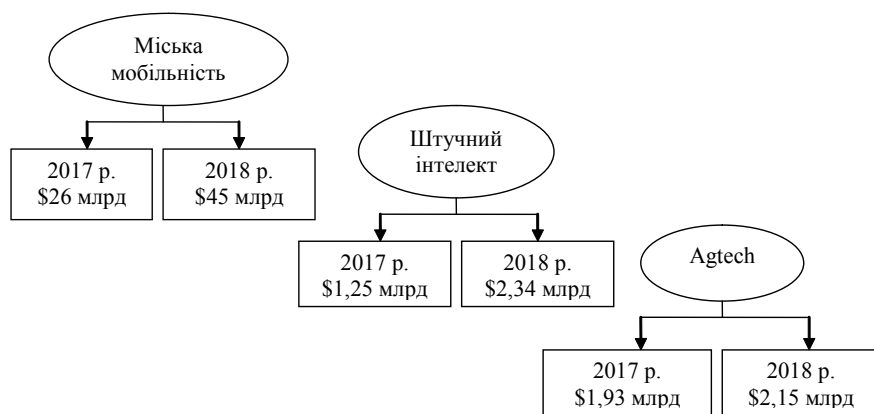 Міська
мобільність
2017 р.
$26 млрд
2018 р.
$45 млрд
Штучний
інтелект
2017 р.
$1,25 млрд
2018 р.
$2,34 млрд
Agtech
2017 р.
$1,93 млрд
2018 р.
$2,15 млрд